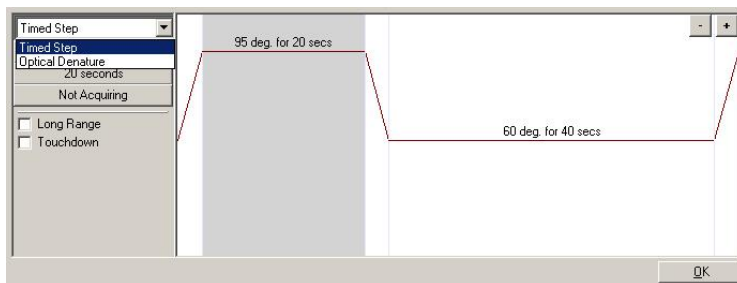 Timed Step
Timed Step
Optical Denature
20 seconds
Not Acquiring
Long Range
Touchdown
95 deg. for 20 secs
60 deg. for 40 secs
- +
OK